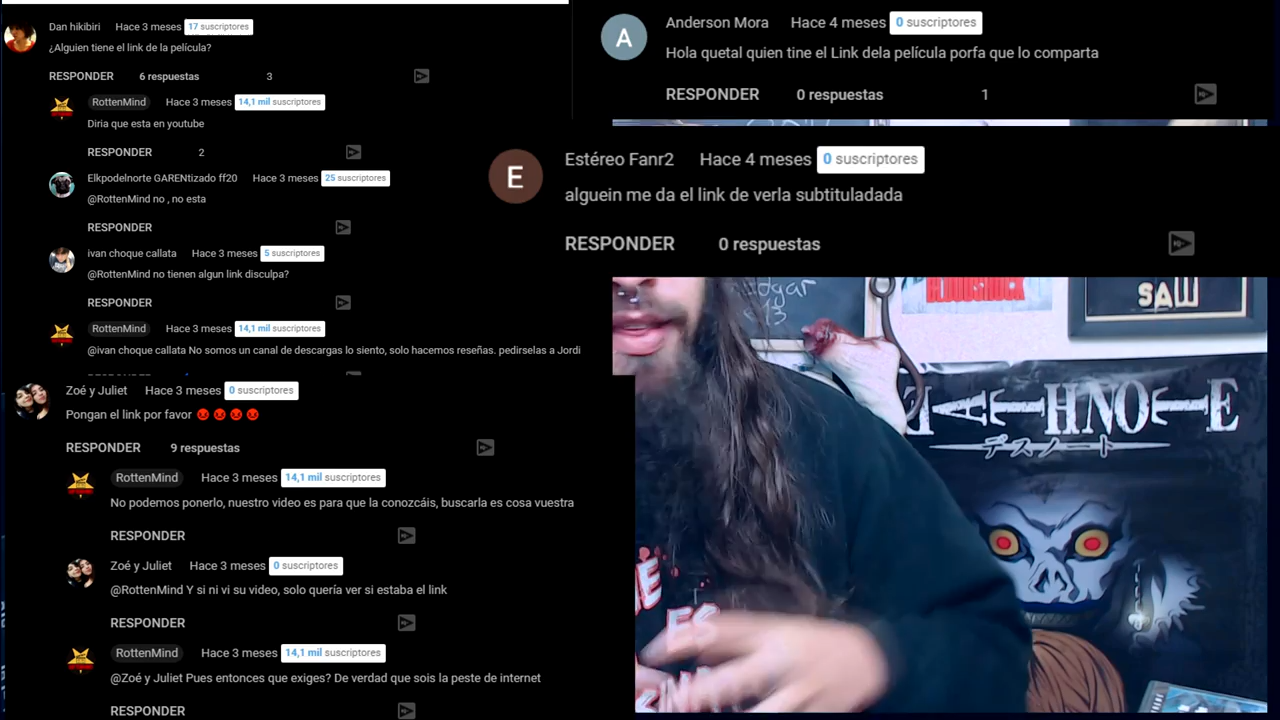 Dan hikibiri Hace 3 meses 17 suscriptores
¿Alguien tiene el link de la película?
RESPONDER 6 respuestas 3
RottenMind Hace 3 meses 14,1 mil suscriptores
Diria que esta en youtube
RESPONDER 2
Elkpodelnorte GARENtizado ff20 Hace 3 meses 25 suscriptores
@RottenMind no , no esta
RESPONDER
ivan choque callata Hace 3 meses 5 suscriptores
@RottenMind no tienen algun link disculpa?
RESPONDER
RottenMind Hace 3 meses 14,1 mil suscriptores
@ivan choque callata No somos un canal de descargas lo siento, solo hacemos reseñas. pedirselas a Jordi
Zoé y Juliet Hace 3 meses 0 suscriptores
Pongan el link por favor 😡 😡 😡 😡
RESPONDER 9 respuestas
RottenMind Hace 3 meses 14,1 mil suscriptores
No podemos ponerlo, nuestro video es para que la conozcáis, buscarla es cosa vuestra
RESPONDER
Zoé y Juliet Hace 3 meses 0 suscriptores
@RottenMind Y si ni vi su video, solo quería ver si estaba el link
RESPONDER
RottenMind Hace 3 meses 14,1 mil suscriptores
@Zoé y Juliet Pues entonces que exiges? De verdad que sois la peste de internet
RESPONDER
A
Anderson Mora Hace 4 meses 0 suscriptores
Hola quetal quien tine el Link dela película porfa que lo comparta
RESPONDER 0 respuestas 1
E
Estéreo Fanr2 Hace 4 meses 0 suscriptores
alguein me da el link de verla subtituladada
RESPONDER 0 respuestas
SAW
DEATH NOTE
デスノート